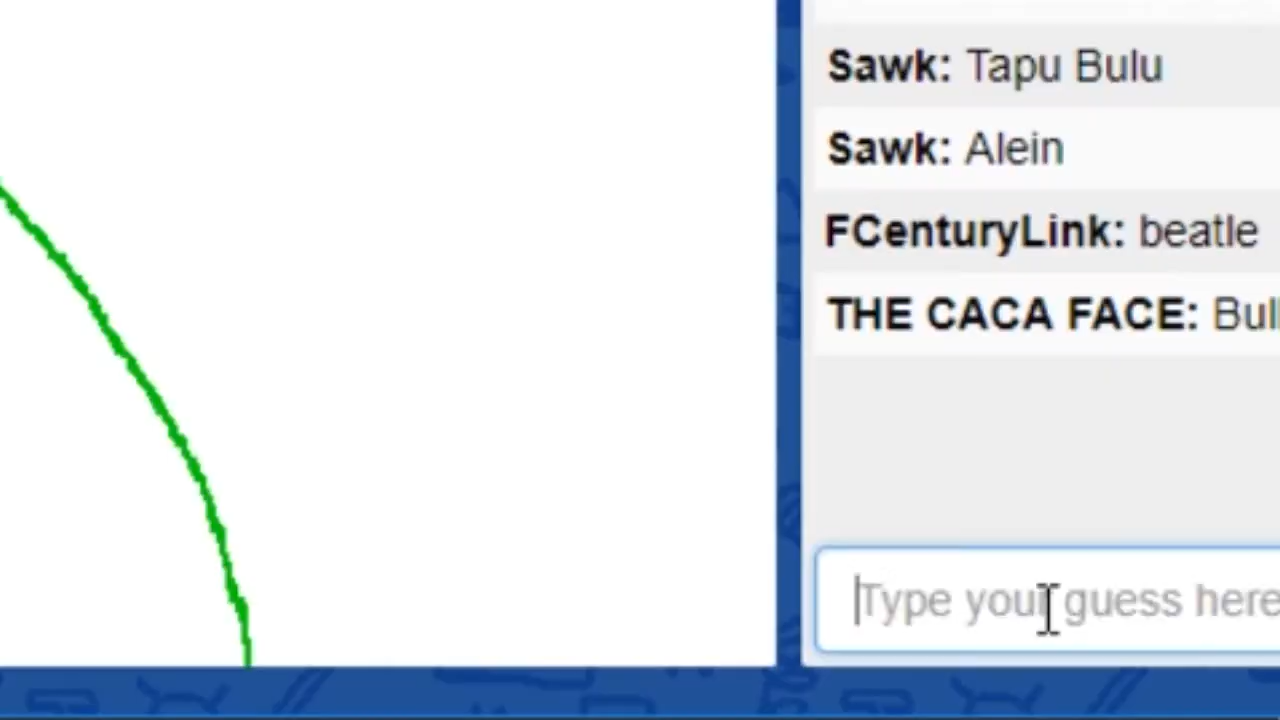 Sawk: Tapu Bulu
Sawk: Alein
FCenturyLink: beatle
THE CACA FACE:
Type your guess here